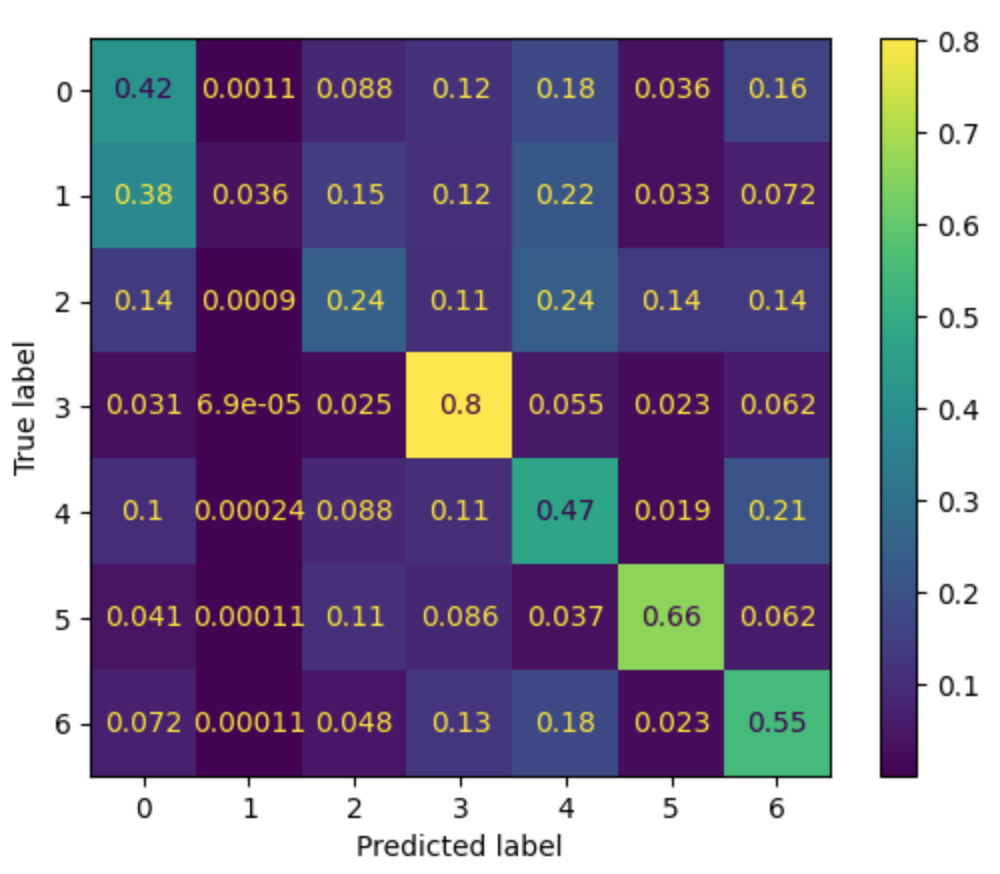 0 0.42 0.0011 0.088 0.12 0.18 0.036 0.16
1 0.38 0.036 0.15 0.12 0.22 0.033 0.072
2 0.14 0.0009 0.24 0.11 0.24 0.14 0.14
3 0.031 6.9e-05 0.025 0.8 0.055 0.023 0.062
4 0.1 0.00024 0.088 0.11 0.47 0.019 0.21
5 0.041 0.00011 0.11 0.086 0.037 0.66 0.062
6 0.072 0.00011 0.048 0.13 0.18 0.023 0.55
0 1 2 3 4 5 6
Predicted label
True label
0.8
0.7
0.6
0.5
0.4
0.3
0.2
0.1